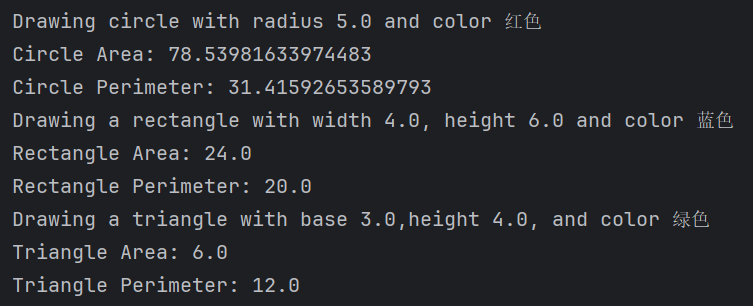 Drawing circle with radius 5.0 and color 红色
Circle Area: 78.53981633974483
Circle Perimeter: 31.41592653589793
Drawing a rectangle with width 4.0, height 6.0 and color 蓝色
Rectangle Area: 24.0
Rectangle Perimeter: 20.0
Drawing a triangle with base 3.0,height 4.0, and color 绿色
Triangle Area: 6.0
Triangle Perimeter: 12.0